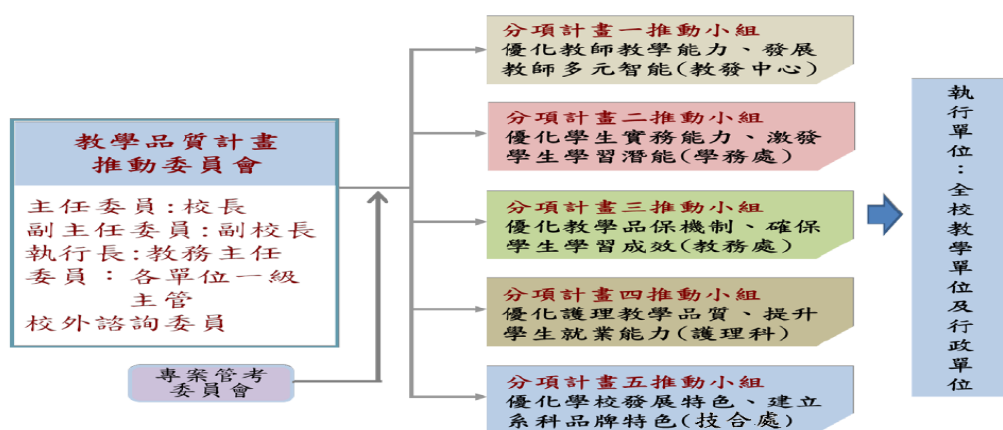 教學品質計畫
推動委員會
主任委員:校長
副主任委員:副校長
執行長:教務主任
委員：各單位一級
主管
校外諮詢委員
專案管考
委員會
分項計畫一推動小組
優化教師教學能力、發展
教師多元智能(教發中心)
分項計畫二推動小組
優化學生實務能力、激發
學生學習潛能(學務處)
分項計畫三推動小組
優化教學品保機制、確保
學生學習成效(教務處)
分項計畫四推動小組
優化護理教學品質、提升
學生就業能力(護理科)
分項計畫五推動小組
優化學校發展特色、建立
系科品牌特色(技合處)
執行單位：全校教學單位及行政單位